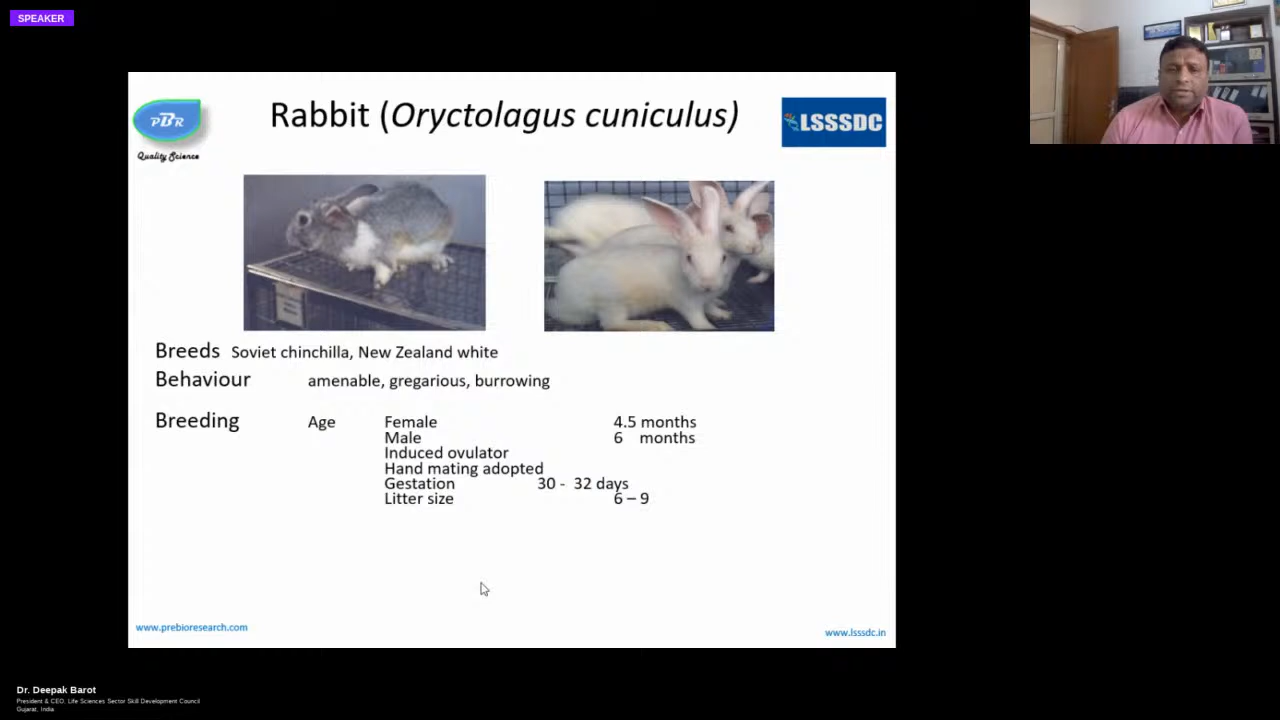 SPEAKER
Rabbit (Oryctolagus cuniculus)
PBR
Quality Science
LSSSDC
Breeds Soviet chinchilla, New Zealand white
Behaviour amenable, gregarious, burrowing
Breeding Age Female 4.5 months
Male 6 months
Induced ovulator
Hand mating adopted
Gestation 30 - 32 days
Litter size 6 – 9
www.prebioresearch.com
www.lsssdc.in
Dr. Deepak Barot
President & CEO, Life Sciences Sector Skill Development Council
Gujarat, India